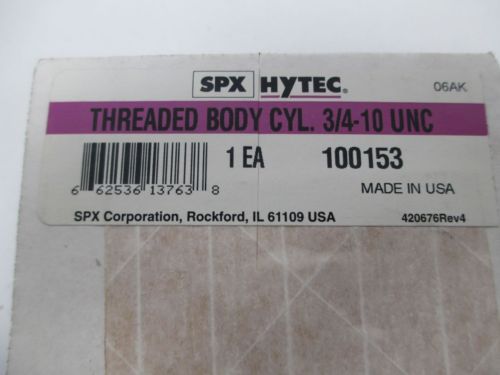 SPX HYTEC® 06AK
THREADED BODY CYL. 3/4-10 UNC
1 EA 100153
6 62536 13763 8
MADE IN USA
SPX Corporation, Rockford, IL 61109 USA 420676Rev4